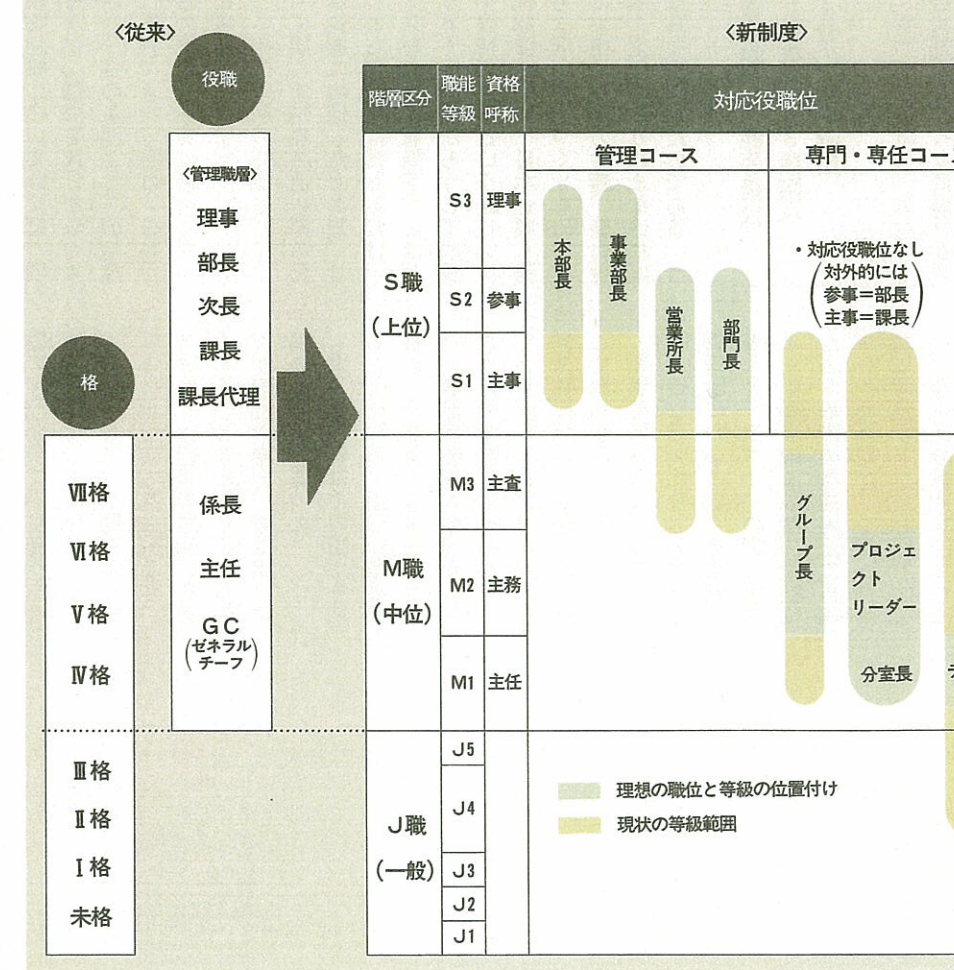 〈従来〉
役職
〈管理職層〉
理事
部長
次長
課長
課長代理
係長
主任
GC
(ゼネラル
チーフ)
格
Ⅶ格
Ⅵ格
Ⅴ格
Ⅳ格
Ⅲ格
Ⅱ格
Ⅰ格
未格
〈新制度〉
階層区分
職能
等級
資格
呼称
対応役職位
管理コース
専門・専任コー
S職
(上位)
S3 理事
S2 参事
S1 主事
M職
(中位)
M3 主査
M2 主務
M1 主任
J職
(一般)
J5
J4
J3
J2
J1
本部長
事業部長
営業所長
部門長
・対応役職位なし
(対外的には
参事=部長
主事=課長)
グループ長
プロジェ
クト
リーダー
分室長
理想の職位と等級の位置付け
現状の等級範囲